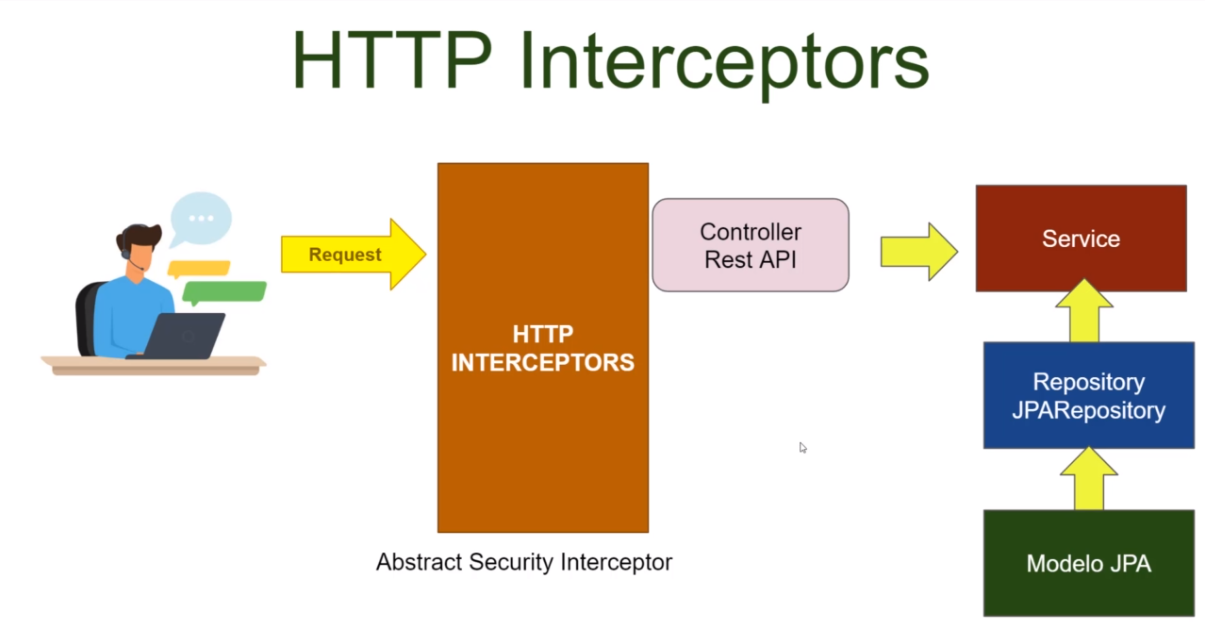 HTTP Interceptors
Request
HTTP
INTERCEPTORS
Controller
Rest API
Service
Repository
JPARepository
Modelo JPA
Abstract Security Interceptor